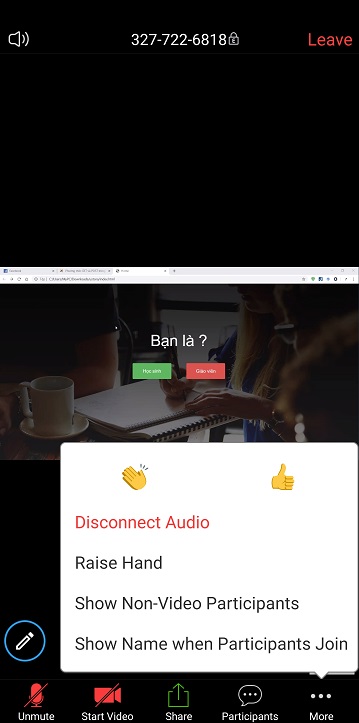 327-722-6818
Leave
Bạn là ?
Học sinh
Giáo viên
Disconnect Audio
Raise Hand
Show Non-Video Participants
Show Name when Participants Join
Unmute
Start Video
Share
Participants
More